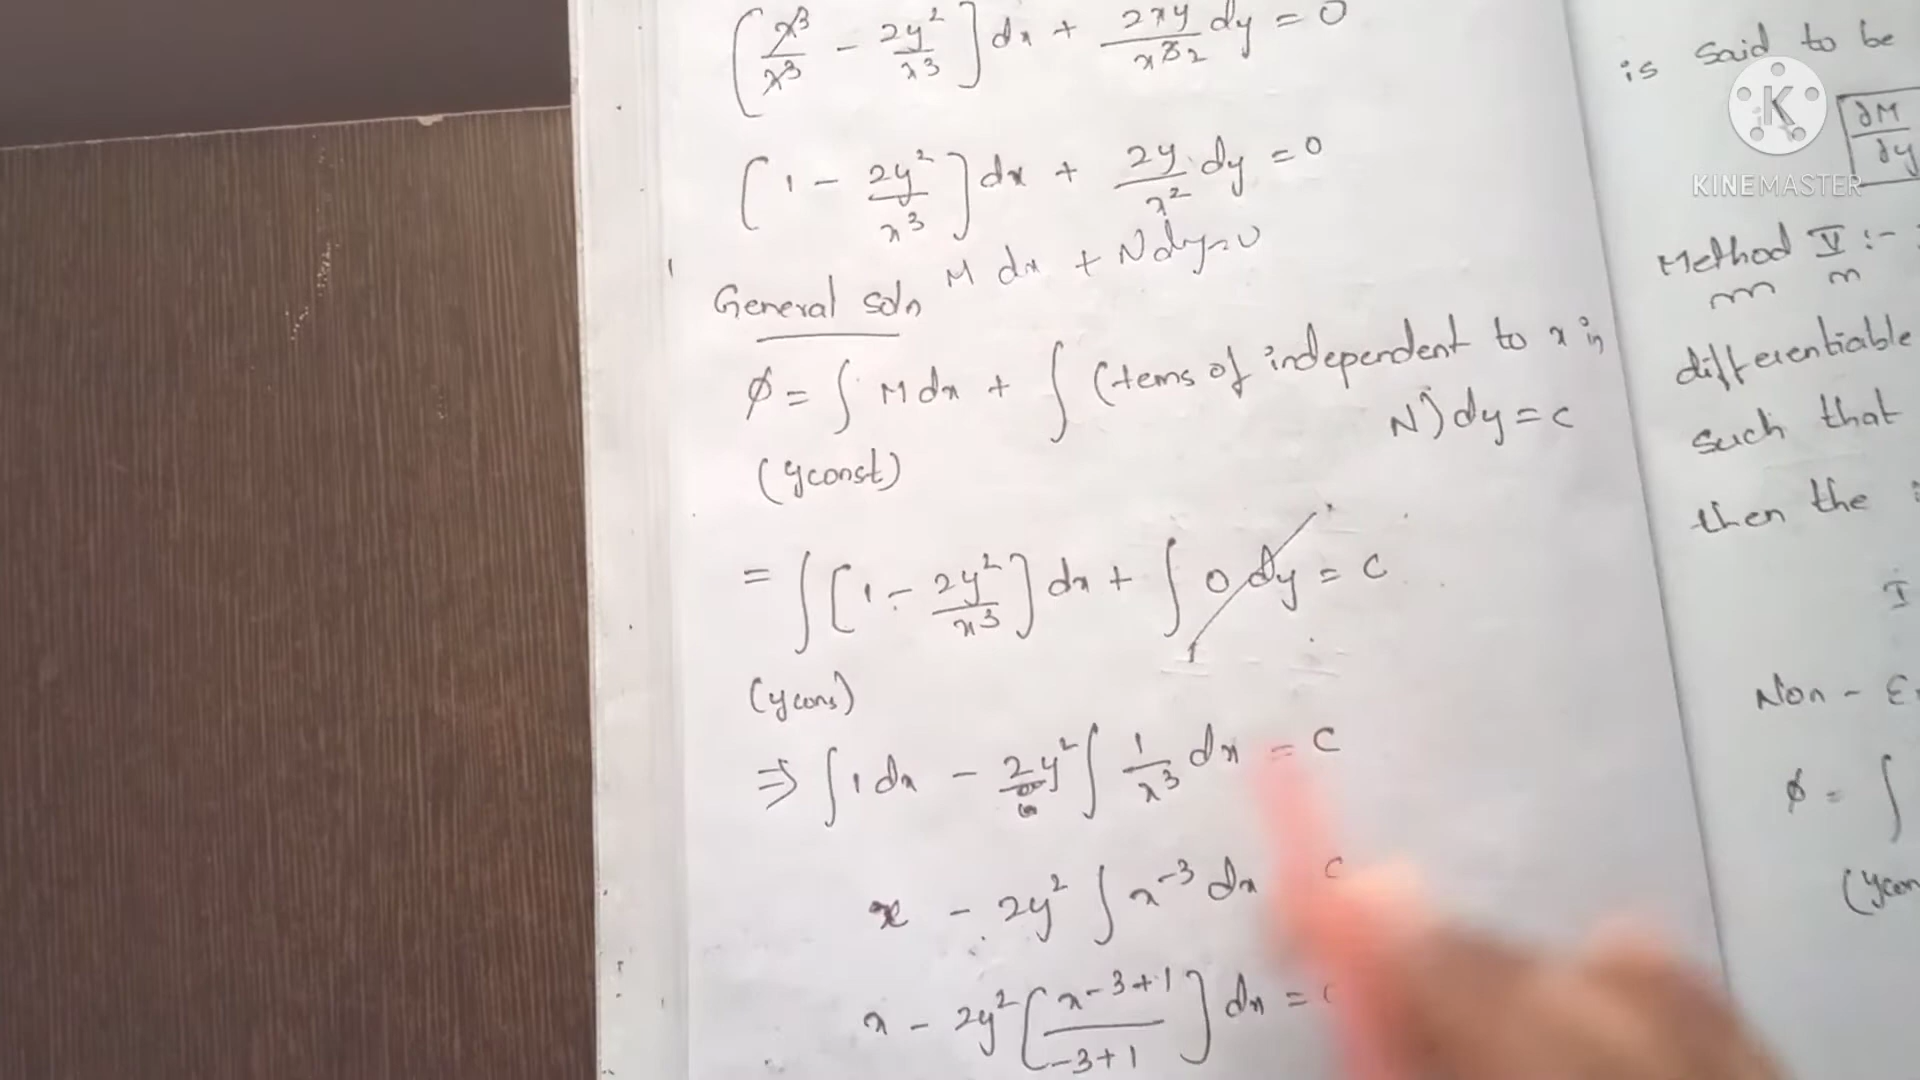 [x³/x³ - 2y²/x³] dx + 2xy/x³2 dy = 0
[1 - 2y²/x³] dx + 2y/x² dy = 0
M dx + N dy = 0
General soln
φ = ∫ M dx + ∫ (tems of independent to x in
N) dy = c
(y const)
= ∫ [1 - 2y²/x³] dx + ∫ 0 dy = c
(y cons)
⇒ ∫ 1 dx - 2y² ∫ 1/x³ dx = c
x - 2y² ∫ x⁻³ dx c
x - 2y² [x⁻³⁺¹/-3+1] dx =
is said to be
K
KINEMASTER
∂M/∂y
Method V :-
differentiable
such that
then the
I
Non -
φ = ∫
(ycon